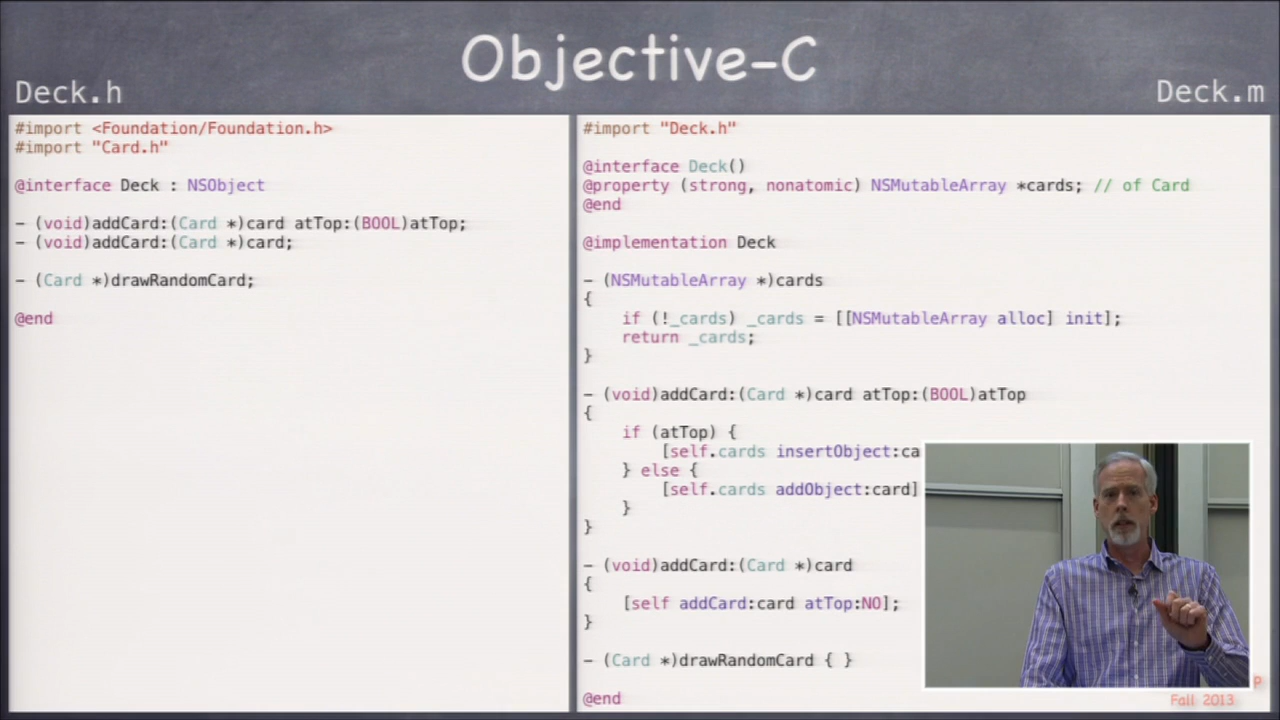 Objective-C
Deck.h
Deck.m
#import <Foundation/Foundation.h>
#import "Card.h"
@interface Deck : NSObject
- (void)addCard:(Card *)card atTop:(BOOL)atTop;
- (void)addCard:(Card *)card;
- (Card *)drawRandomCard;
@end
#import "Deck.h"
@interface Deck()
@property (strong, nonatomic) NSMutableArray *cards; // of Card
@end
@implementation Deck
- (NSMutableArray *)cards
{
if (!_cards) _cards = [[NSMutableArray alloc] init];
return _cards;
}
- (void)addCard:(Card *)card atTop:(BOOL)atTop
{
if (atTop) {
[self.cards insertObject:ca
} else {
[self.cards addObject:card]
}
}
- (void)addCard:(Card *)card
{
[self addCard:card atTop:NO];
}
- (Card *)drawRandomCard { }
@end
Fall 2013